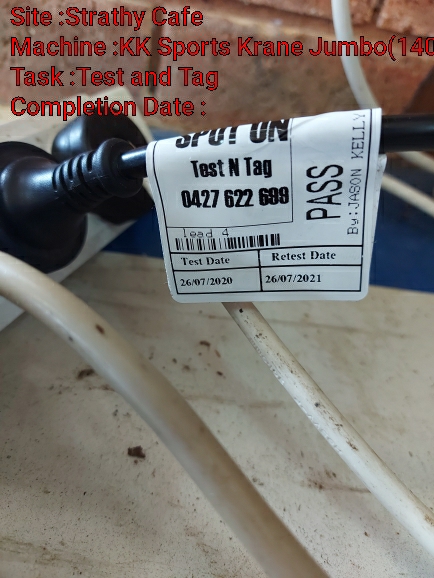 Site :Strathy Cafe
Machine :KK Sports Krane Jumbo(140
Task :Test and Tag
Completion Date :
SPOT ON
Test N Tag
0427 622 699
PASS
By: JASON KELLY
lead 4
Test Date Retest Date
26/07/2020 26/07/2021